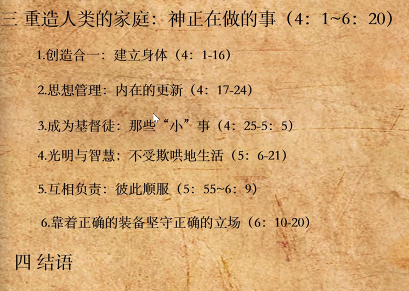 三 重造人类的家庭：神正在做的事（4：1~6：20）
1.创造合一：建立身体（4：1-16）
2.思想管理：内在的更新（4：17-24）
3.成为基督徒：那些“小”事（4：25-5：5）
4.光明与智慧：不受欺哄地生活（5：6-21）
5.互相负责：彼此顺服（5：55~6：9）
6.靠着正确的装备坚守正确的立场（6：10-20）
四 结语